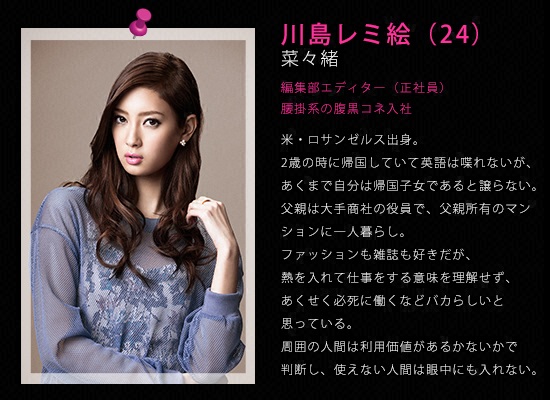 川島レミ絵（24）
菜々緒
編集部エディター（正社員）
腰掛系の腹黒コネ入社
米・ロサンゼルス出身。
2歳の時に帰国していて英語は喋れないが、
あくまで自分は帰国子女であると譲らない。
父親は大手商社の役員で、父親所有のマン
ションに一人暮らし。
ファッションも雑誌も好きだが、
熱を入れて仕事をする意味を理解せず、
あくせく必死に働くなどバカらしいと
思っている。
周囲の人間は利用価値があるかないかで
判断し、使えない人間は眼中にも入れない。